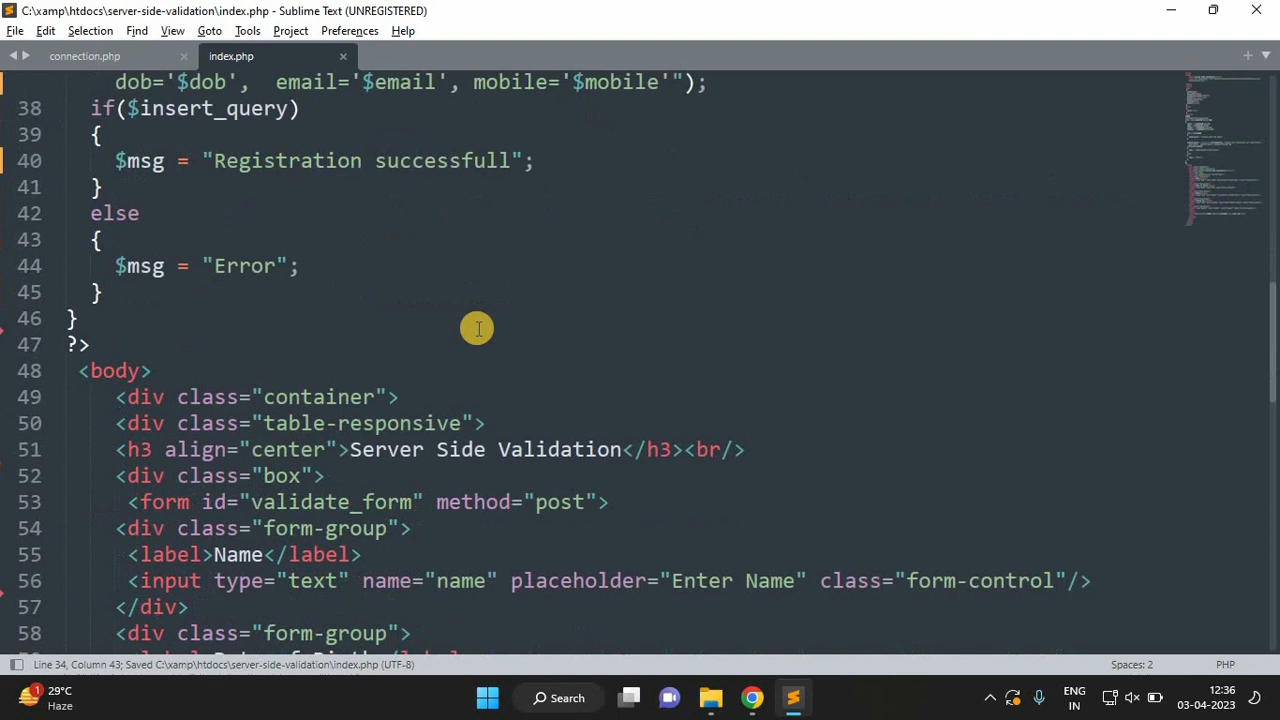 C:\xamp\htdocs\server-side-validation\index.php - Sublime Text (UNREGISTERED)
File Edit Selection Find View Goto Tools Project Preferences Help
connection.php index.php
dob='$dob',  email='$email', mobile='$mobile'");
38 if($insert_query)
39 {
40 $msg = "Registration successfull";
41 }
42 else
43 {
44 $msg = "Error";
45 }
46 }
47 ?>
48 <body>
49 <div class="container">
50 <div class="table-responsive">
51 <h3 align="center">Server Side Validation</h3><br/>
52 <div class="box">
53 <form id="validate_form" method="post">
54 <div class="form-group">
55 <label>Name</label>
56 <input type="text" name="name" placeholder="Enter Name" class="form-control"/>
57 </div>
58 <div class="form-group">
Line 34, Column 43; Saved C:\xamp\htdocs\server-side-validation\index.php (UTF-8) Spaces: 2 PHP
1 29°C
Haze
Search
ENG
IN
12:36
03-04-2023